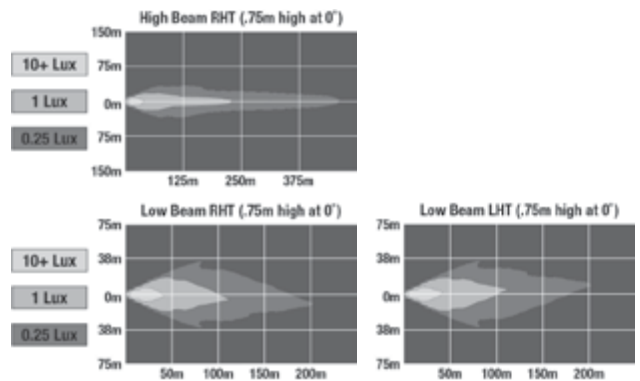 High Beam RHT (.75m high at 0°)
150m
75m
0m
75m
150m
125m 250m 375m
10+ Lux
1 Lux
0.25 Lux
Low Beam RHT (.75m high at 0°)
75m
38m
0m
38m
75m
50m 100m 150m 200m
10+ Lux
1 Lux
0.25 Lux
Low Beam LHT (.75m high at 0°)
75m
38m
0m
38m
75m
50m 100m 150m 200m